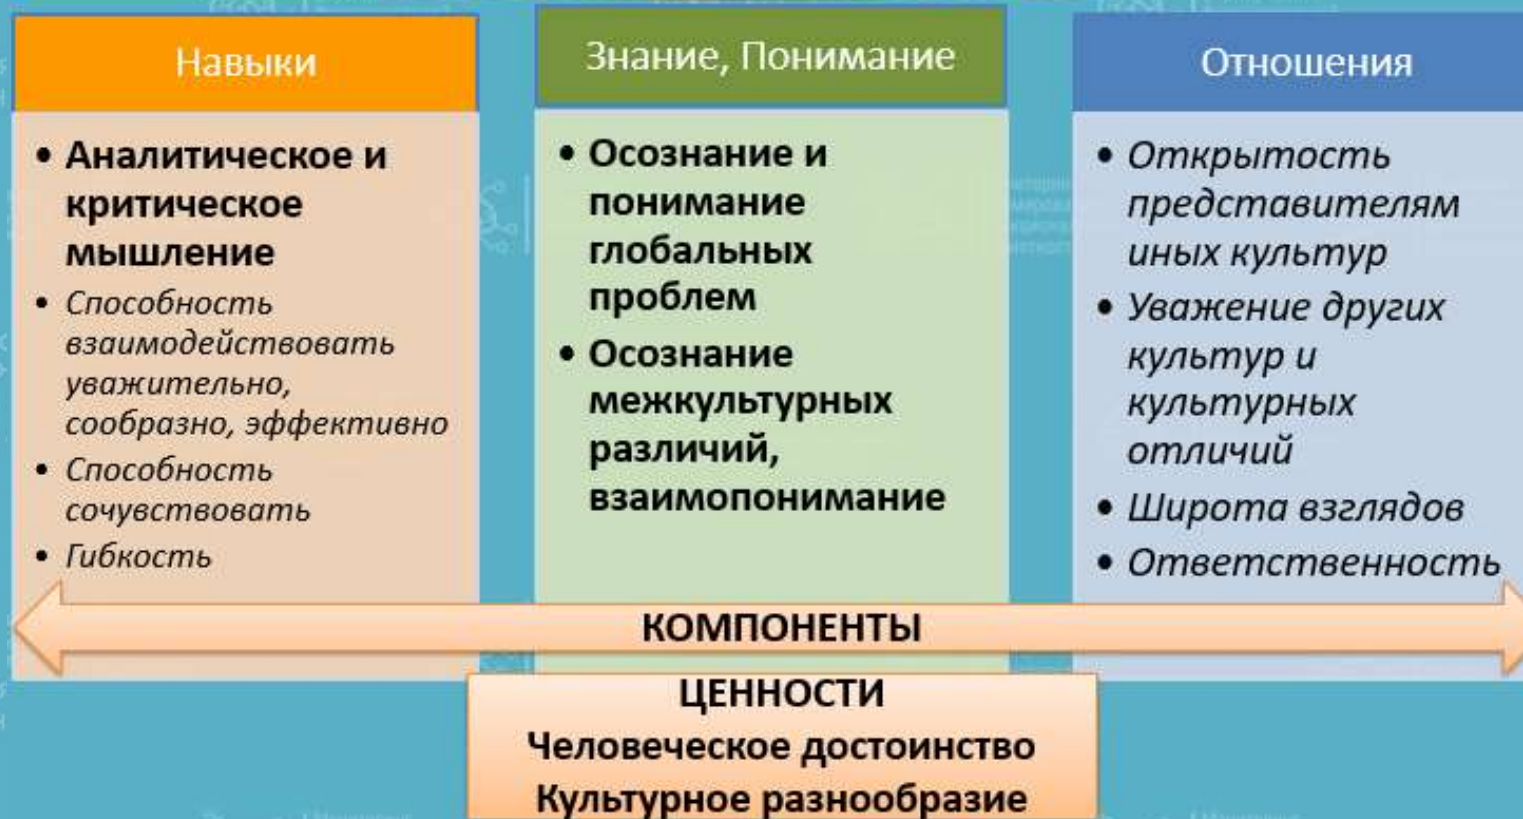 Навыки
• Аналитическое и
критическое
мышление
• Способность
взаимодействовать
уважительно,
сообразно, эффективно
• Способность
сочувствовать
• Гибкость
Знание, Понимание
• Осознание и
понимание
глобальных
проблем
• Осознание
межкультурных
различий,
взаимопонимание
Отношения
• Открытость
представителям
иных культур
• Уважение других
культур и
культурных
отличий
• Широта взглядов
• Ответственность
КОМПОНЕНТЫ
ЦЕННОСТИ
Человеческое достоинство
Культурное разнообразие